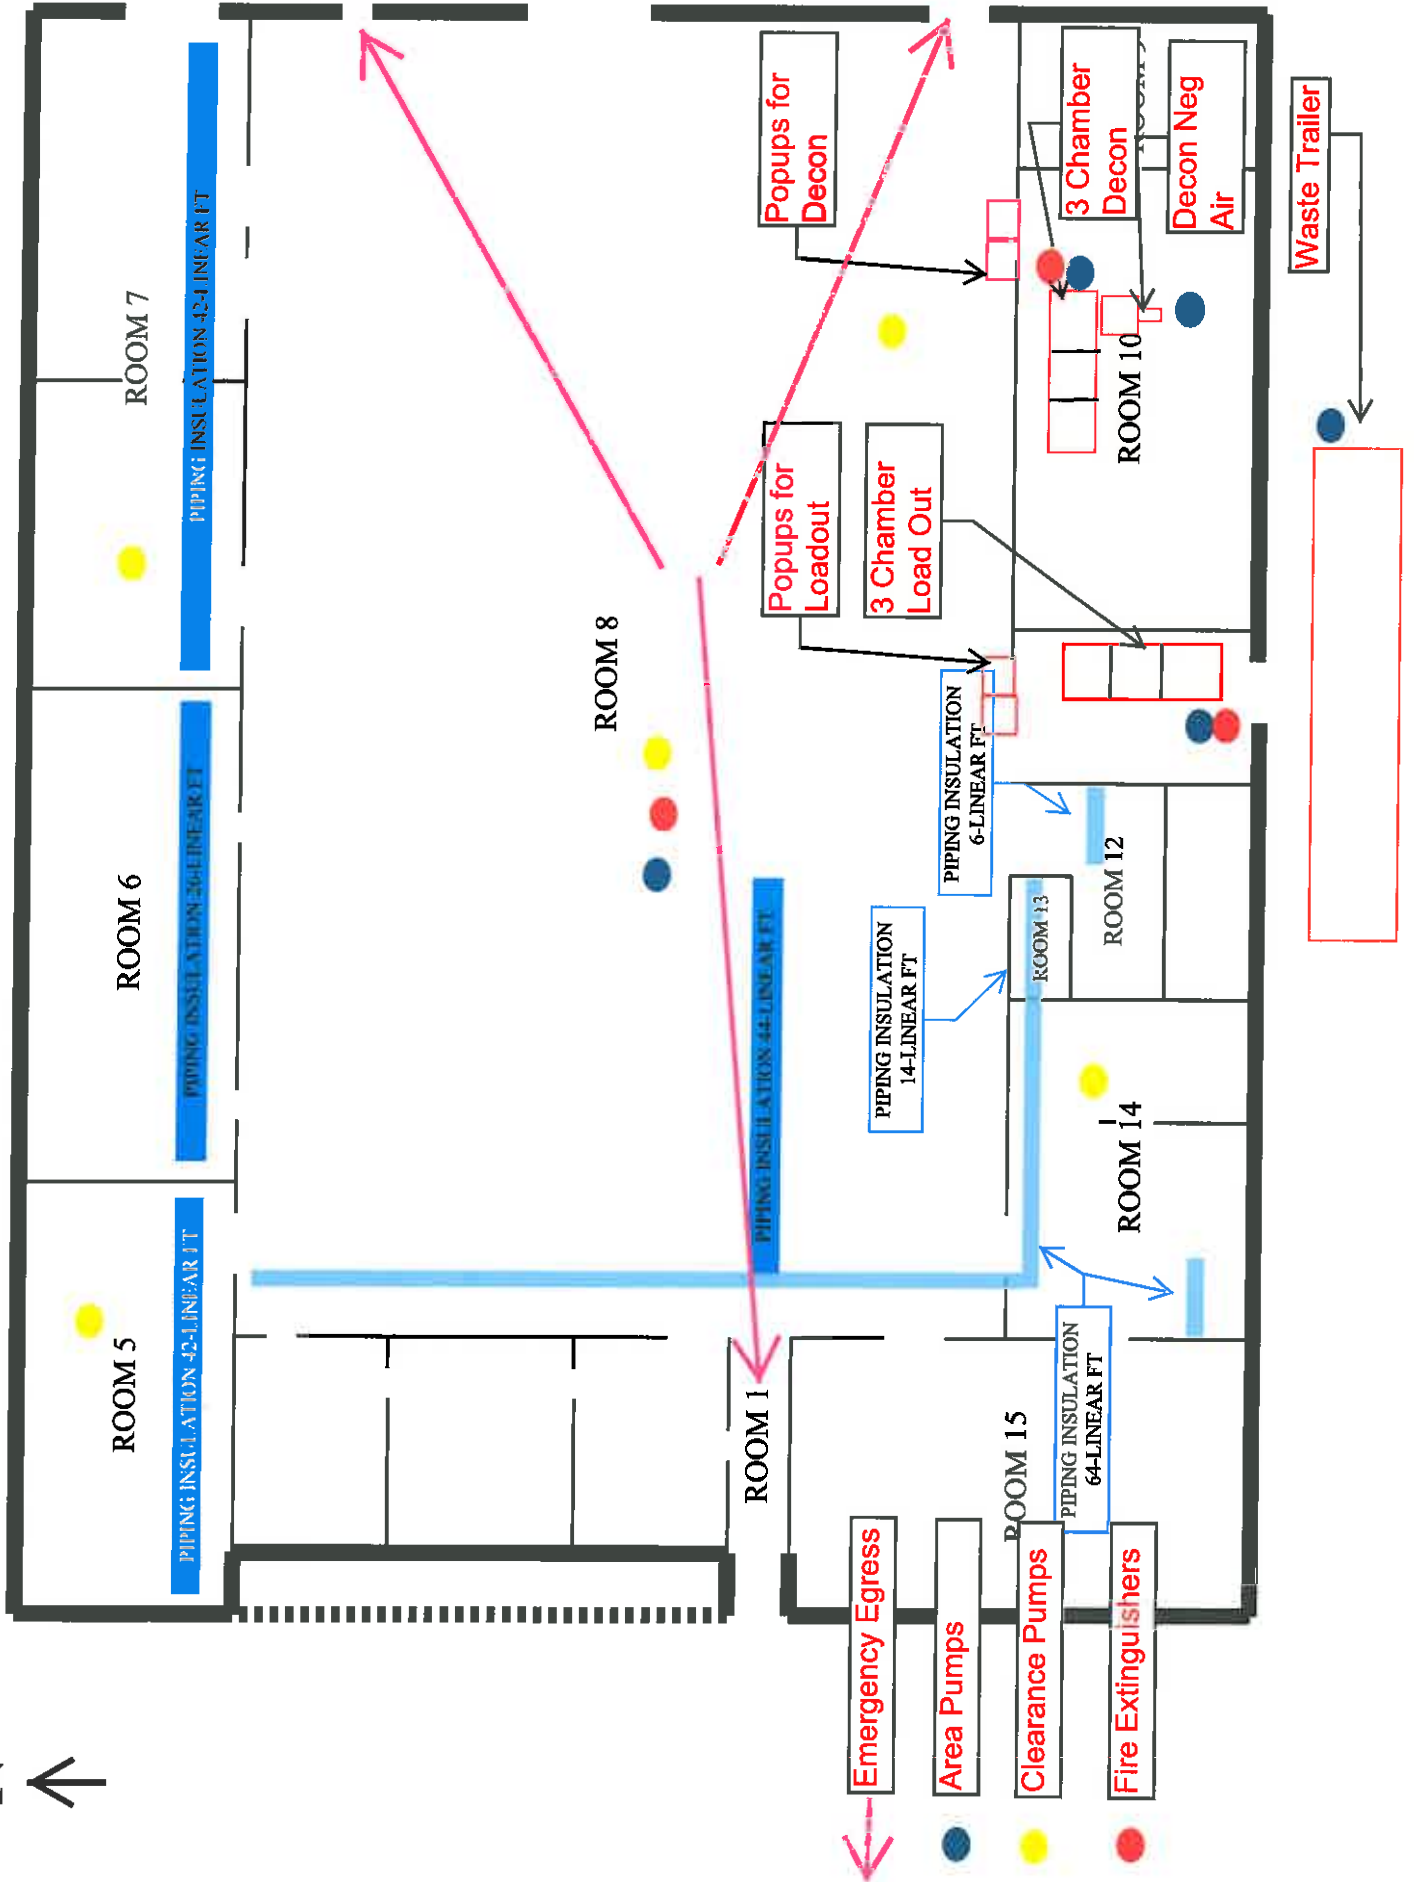 ROOM 7
PIPING INSULATION 42-LINEAR FT
ROOM 6
PIPING INSULATION 20-LINEAR FT
ROOM 5
PIPING INSULATION 42-LINEAR FT
ROOM 8
ROOM 1
PIPING INSULATION 44-LINEAR FT
Popups for
Decon
Popups for
Loadout
3 Chamber
Load Out
PIPING INSULATION
6-LINEAR FT
PIPING INSULATION
14-LINEAR FT
3 Chamber
Decon
Decon Neg
Air
Waste Trailer
ROOM 10
ROOM 12
ROOM 13
ROOM 14
ROOM 15
PIPING INSULATION
64-LINEAR FT
Emergency Egress
Area Pumps
Clearance Pumps
Fire Extinguishers